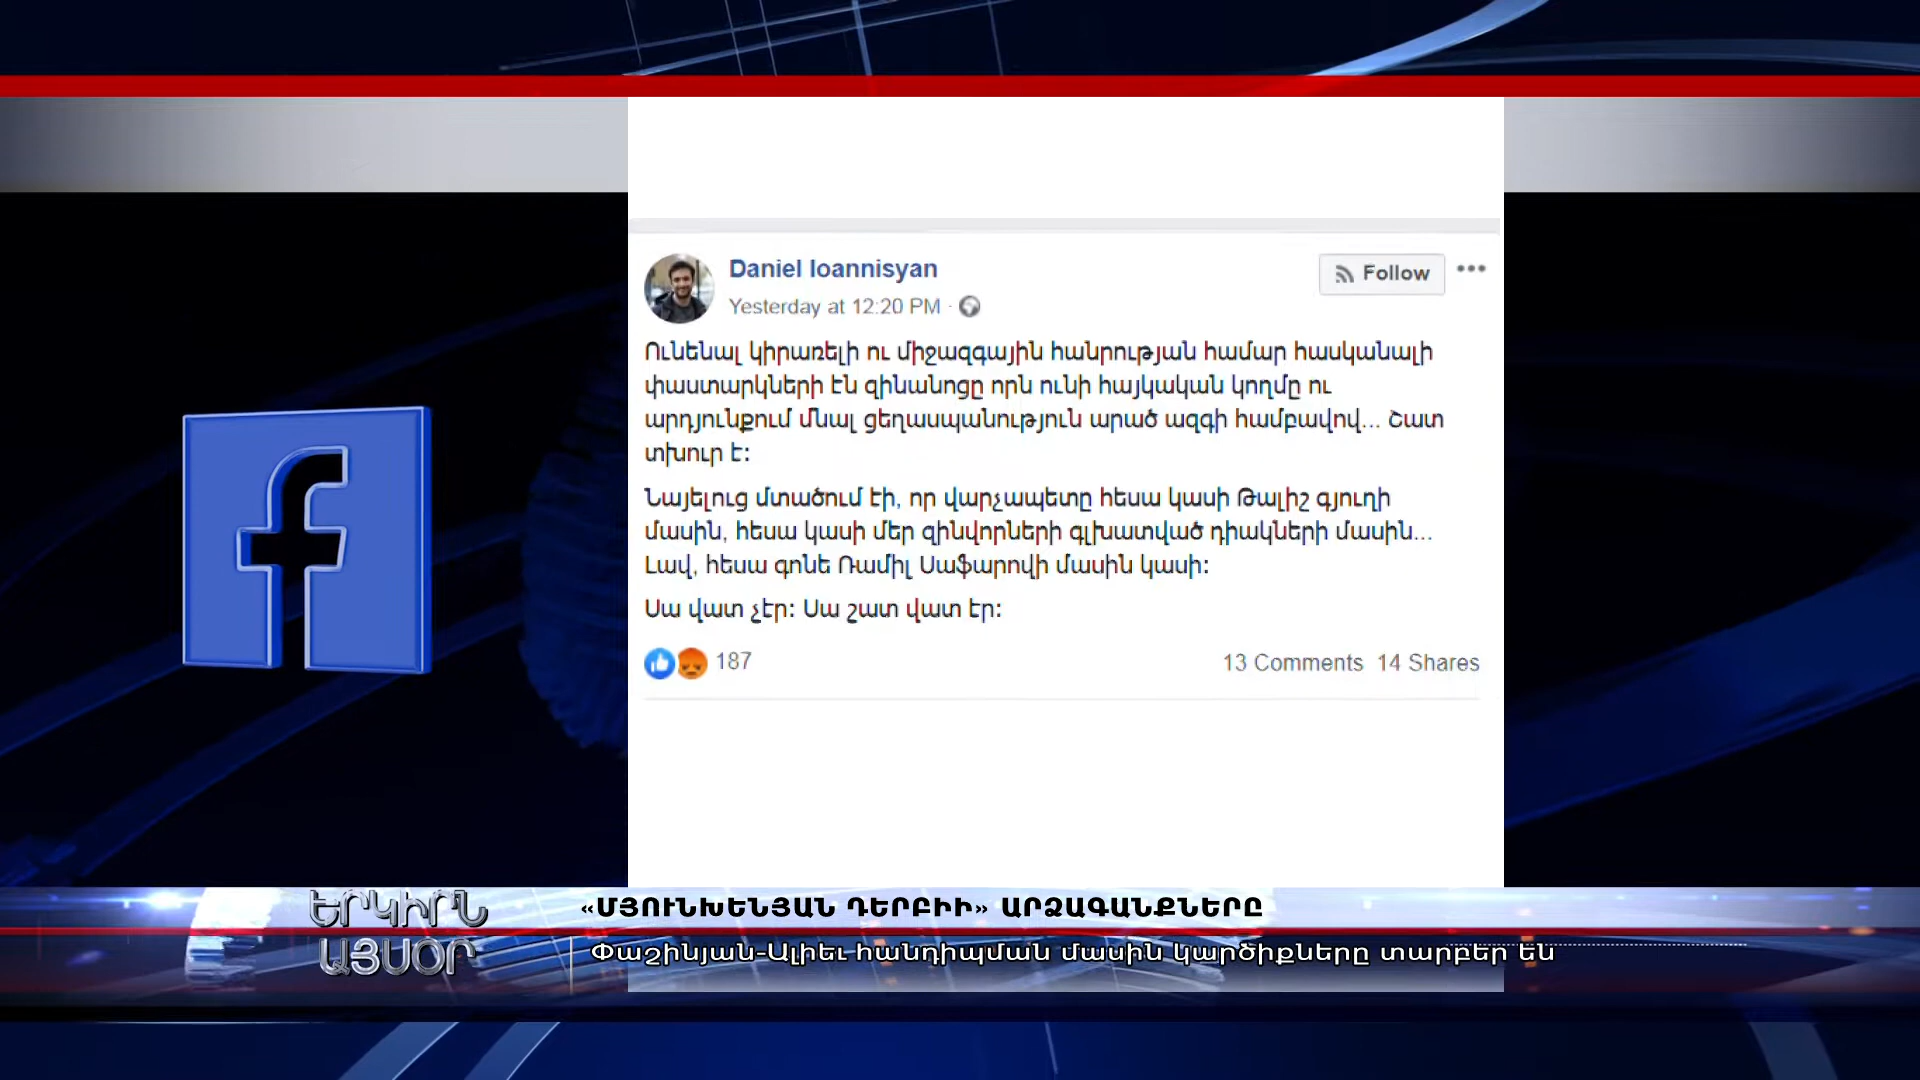 Daniel Ioannisyan
Follow
Yesterday at 12:20 PM ·
Ունենալ կիրառելի ու միջազգային հանրության համար հասկանալի
փաստարկների էն զինանոցը որն ունի հայկական կողմը ու
արդյունքում մնալ ցեղասպանություն արած ազգի համբավով... Շատ
տխուր է:
Նայելուց մտածում էի, որ վարչապետը հեսա կասի Թալիշ գյուղի
մասին, հեսա կասի մեր զինվորների գլխատված դիակների մասին...
Լավ, հեսա գոնե Ռամիլ Սաֆարովի մասին կասի:
Սա վատ չէր: Սա շատ վատ էր:
187
13 Comments 14 Shares
ԵՐԿԻՐՆ
ԱՅՍՕՐ
«ՄՅՈՒՆԽԵՆՅԱՆ ԴԵՐԲԻԻ» ԱՐՁԱԳԱՆՔՆԵՐԸ
Փաշինյան-Ալիեւ հանդիպման մասին կարծիքները տարբեր են